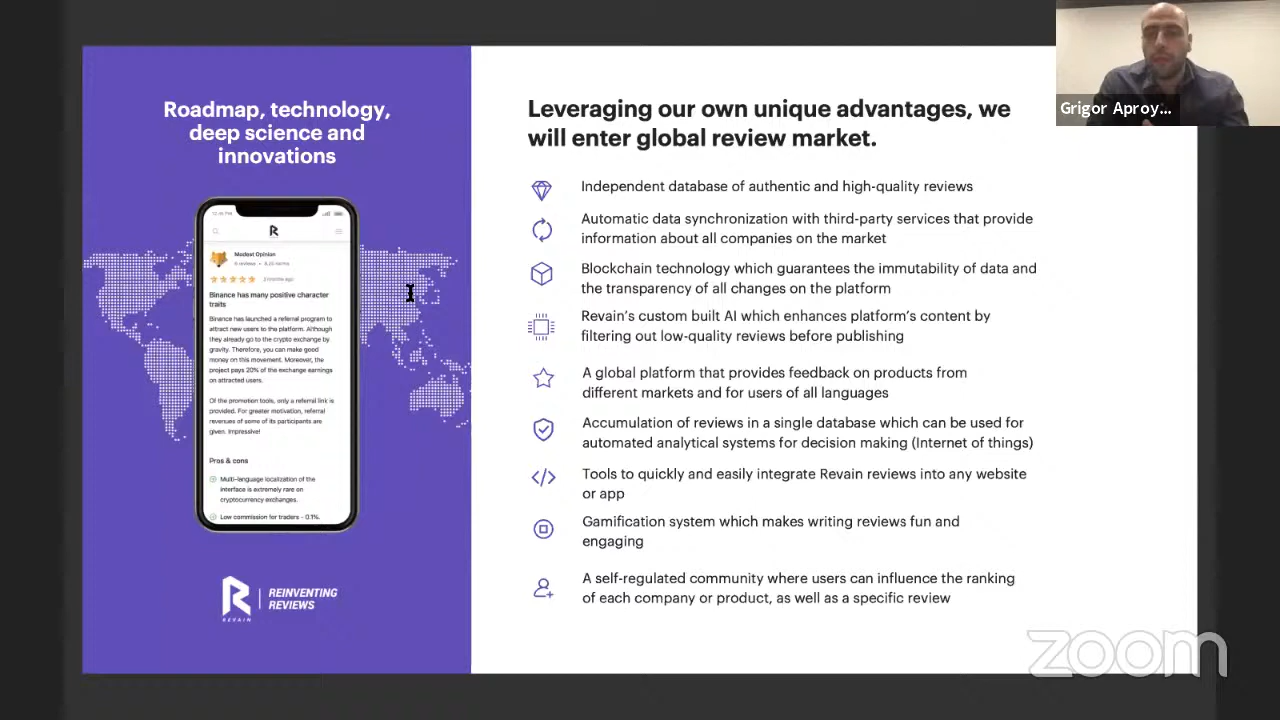 Roadmap, technology,
deep science and
innovations
Modest Opinion
2 months ago
Binance has many positive character
traits
Binance has launched a referral program to
attract new users to the platform. Although
they already go to the crypto exchange by
gravity. Therefore, you can make good
money on this movement. Moreover, the
project pays 20% of the exchange earnings
on attracted users.
Of the promotion tools, only a referral link is
provided. For greater motivation, referral
revenues of some of its participants are
given. Impressive!
Pros & cons
Multi-language localization of the
interface is extremely rare on
cryptocurrency exchanges.
Low commission for traders - 0.1%.
REVAIN
REINVENTING
REVIEWS
Leveraging our own unique advantages, we
will enter global review market.
Independent database of authentic and high-quality reviews
Automatic data synchronization with third-party services that provide
information about all companies on the market
Blockchain technology which guarantees the immutability of data and
the transparency of all changes on the platform
Revain's custom built AI which enhances platform's content by
filtering out low-quality reviews before publishing
A global platform that provides feedback on products from
different markets and for users of all languages
Accumulation of reviews in a single database which can be used for
automated analytical systems for decision making (Internet of things)
Tools to quickly and easily integrate Revain reviews into any website
or app
Gamification system which makes writing reviews fun and
engaging
A self-regulated community where users can influence the ranking
of each company or product, as well as a specific review
Grigor Aproy...
zoom